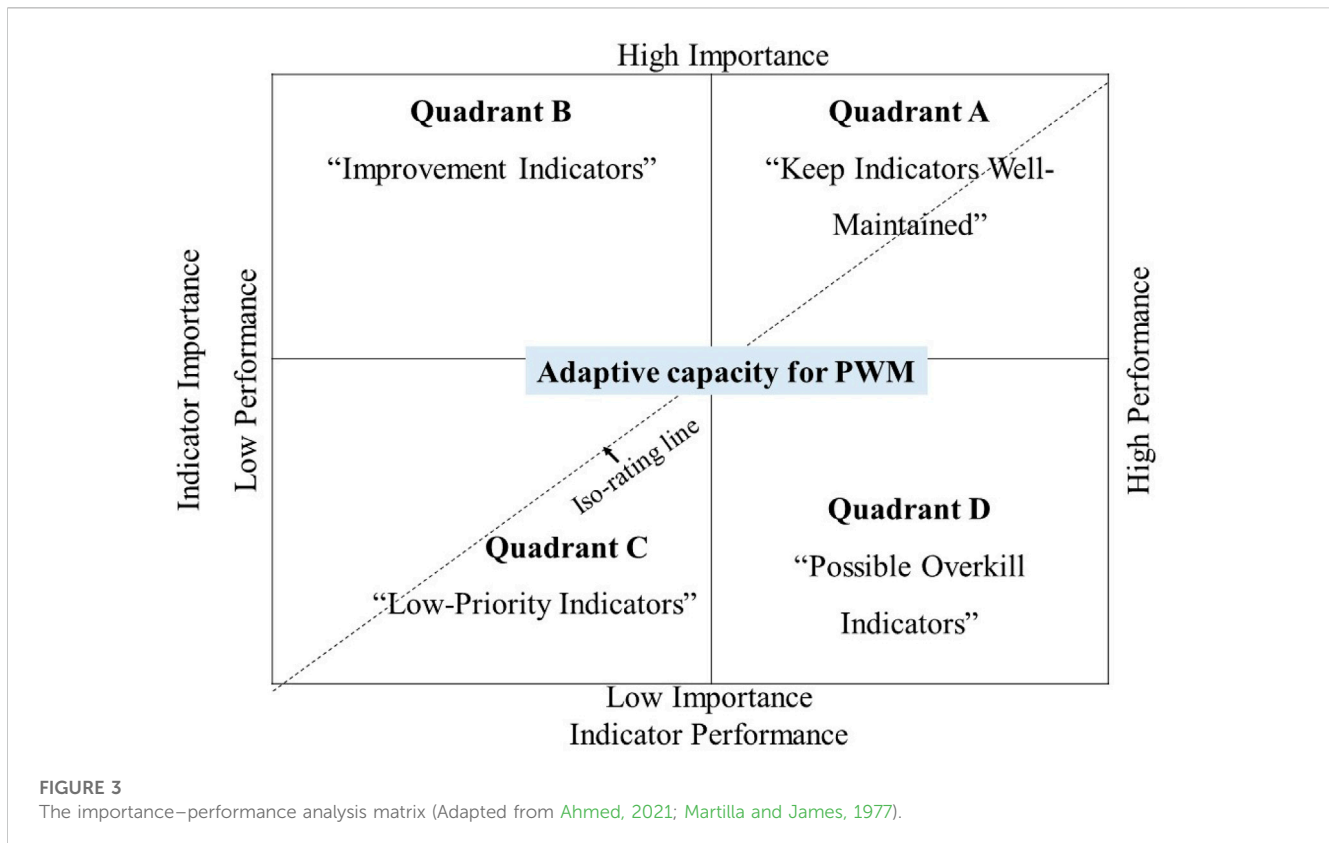 High Importance
Quadrant B
“Improvement Indicators”
Quadrant A
“Keep Indicators Well-
Maintained”
Indicator Importance
Low Performance
High Performance
Adaptive capacity for PWM
Iso-rating line
Quadrant C
“Low-Priority Indicators”
Quadrant D
“Possible Overkill
Indicators”
Low Importance
Indicator Performance
FIGURE 3
The importance–performance analysis matrix (Adapted from Ahmed, 2021; Martilla and James, 1977).